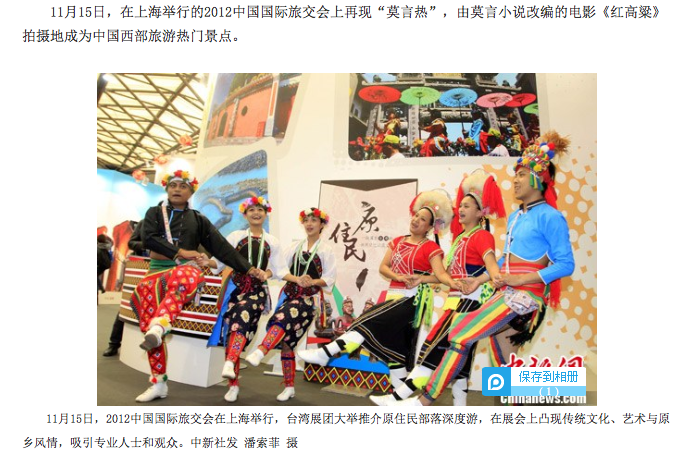 11月15日，在上海举行的2012中国国际旅交会上再现“莫言热”，由莫言小说改编的电影《红高粱》
拍摄地成为中国西部旅游热门景点。
原
住
民
保存到相册
Chinanews.com
11月15日，2012中国国际旅交会在上海举行，台湾展团大举推介原住民部落深度游，在展会上凸现传统文化、艺术与原
乡风情，吸引专业人士和观众。中新社发 潘索菲 摄